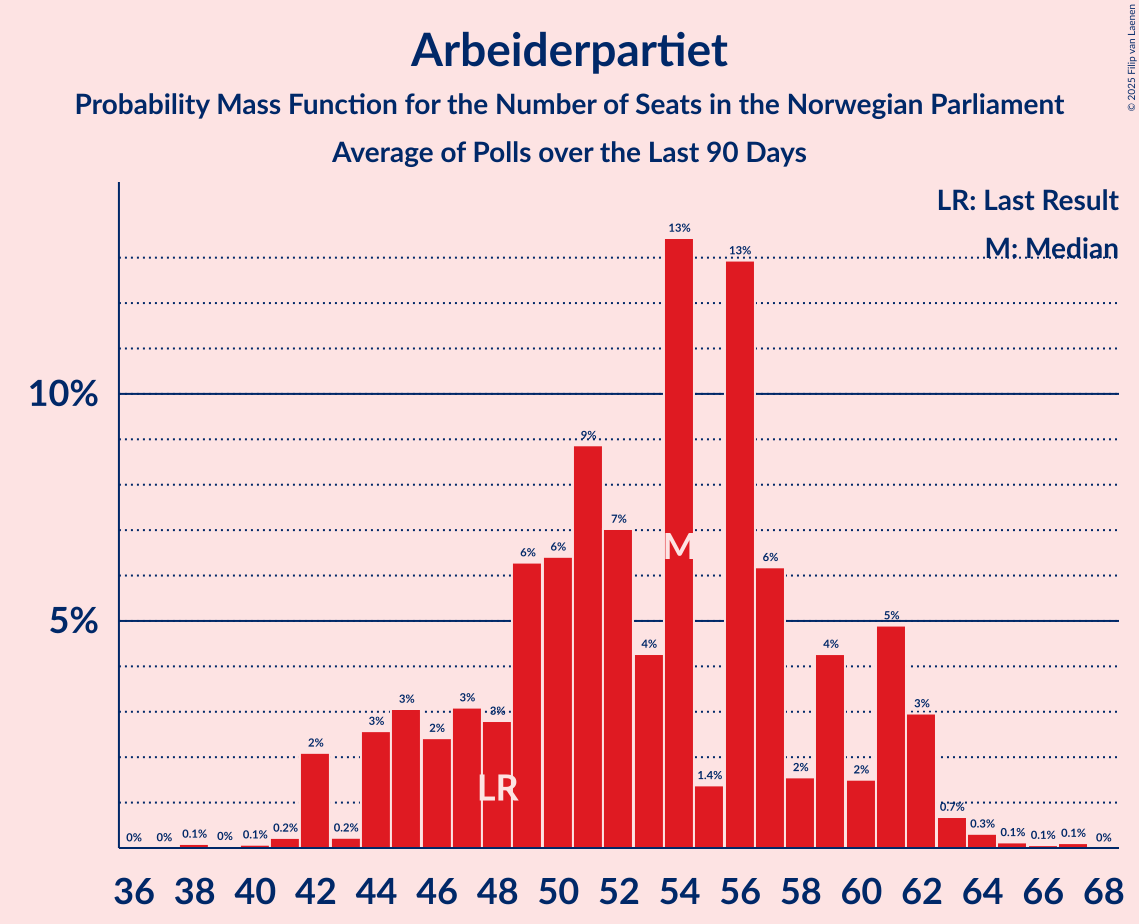 Arbeiderpartiet
Probability Mass Function for the Number of Seats in the Norwegian Parliament
Average of Polls over the Last 90 Days
© 2025 Filip van Laenen
LR: Last Result
M: Median
10%
5%
0% 0% 0.1% 0% 0.1% 0.2% 2% 0.2% 3% 3% 2% 3% 3% 6% 6% 9% 7% 4% 13% 1.4% 13% 6% 2% 4% 2% 5% 3% 0.7% 0.3% 0.1% 0.1% 0.1% 0%
LR
M
36 38 40 42 44 46 48 50 52 54 56 58 60 62 64 66 68